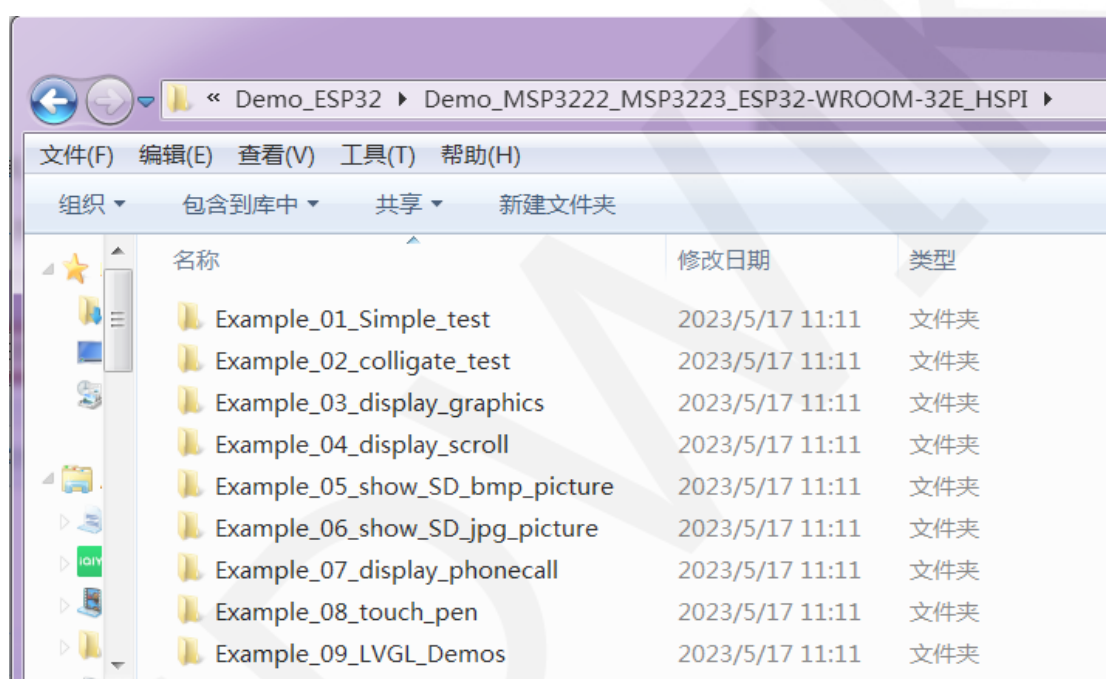 « Demo_ESP32 Demo_MSP3222_MSP3223_ESP32-WROOM-32E_HSPI
文件(F) 编辑(E) 查看(V) 工具(T) 帮助(H)
组织 包含到库中 共享 新建文件夹
名称 修改日期 类型
Example_01_Simple_test 2023/5/17 11:11 文件夹
Example_02_colligate_test 2023/5/17 11:11 文件夹
Example_03_display_graphics 2023/5/17 11:11 文件夹
Example_04_display_scroll 2023/5/17 11:11 文件夹
Example_05_show_SD_bmp_picture 2023/5/17 11:11 文件夹
Example_06_show_SD_jpg_picture 2023/5/17 11:11 文件夹
Example_07_display_phonecall 2023/5/17 11:11 文件夹
Example_08_touch_pen 2023/5/17 11:11 文件夹
Example_09_LVGL_Demos 2023/5/17 11:11 文件夹